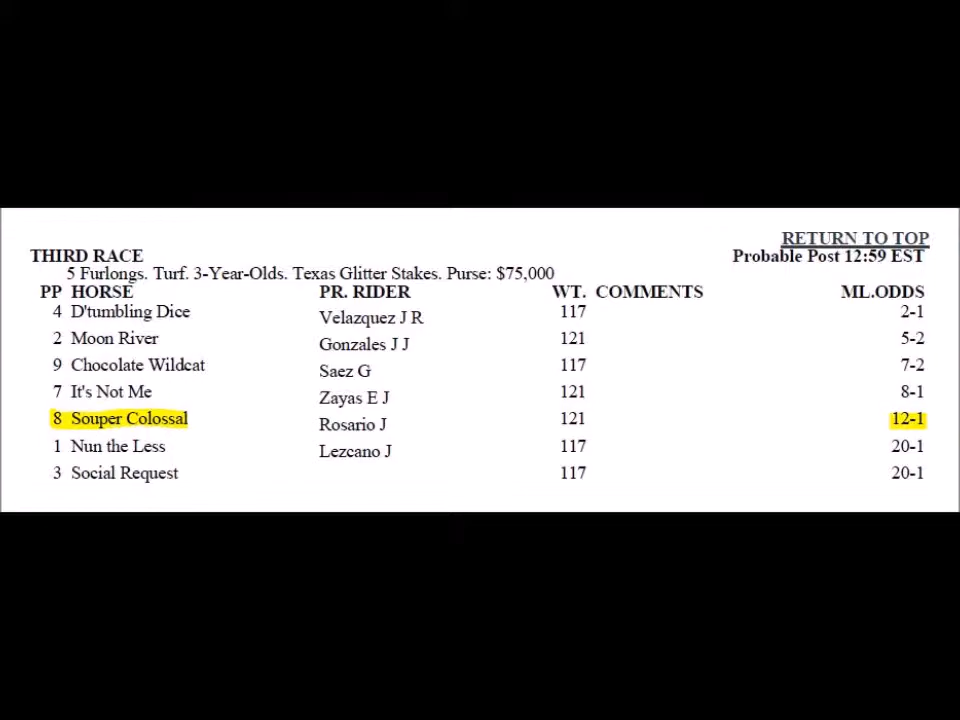 RETURN TO TOP
THIRD RACE Probable Post 12:59 EST
5 Furlongs. Turf. 3-Year-Olds. Texas Glitter Stakes. Purse: $75,000
PP HORSE PR. RIDER WT. COMMENTS ML.ODDS
4 D'tumbling Dice Velazquez J R 117 2-1
2 Moon River Gonzales J J 121 5-2
9 Chocolate Wildcat Saez G 117 7-2
7 It's Not Me Zayas E J 121 8-1
8 Souper Colossal Rosario J 121 12-1
1 Nun the Less Lezcano J 117 20-1
3 Social Request 117 20-1